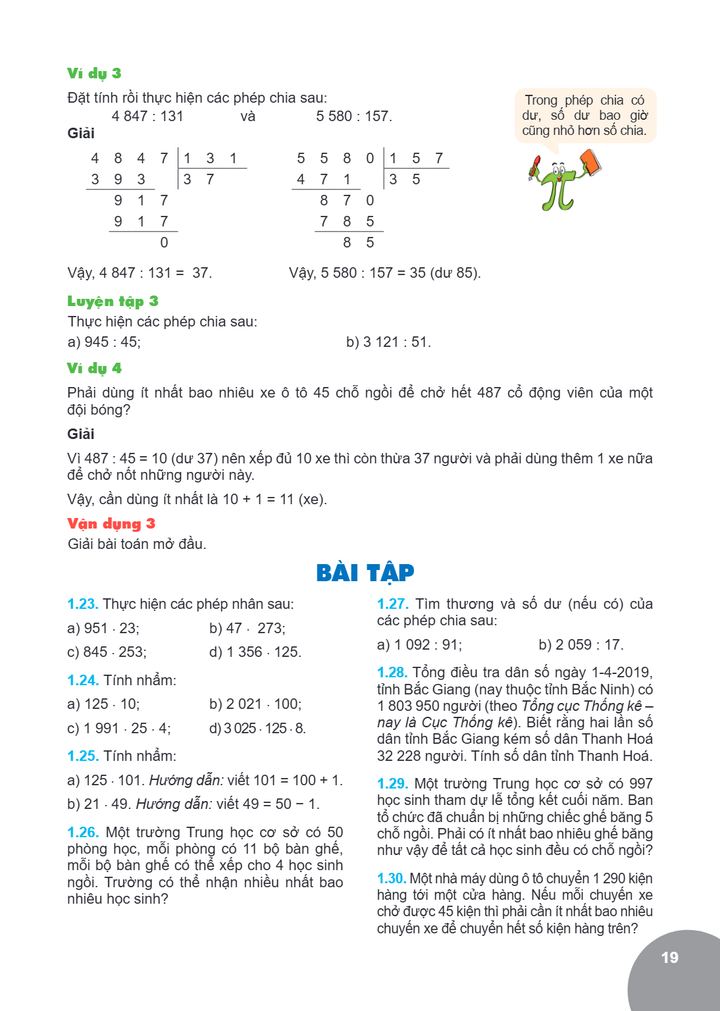 Ví dụ 3
Đặt tính rồi thực hiện các phép chia sau:
4 847 : 131 và 5 580 : 157.
Trong phép chia có
dư, số dư bao giờ
cũng nhỏ hơn số chia.
Giải
4 8 4 7 1 3 1
3 9 3 3 7
9 1 7
9 1 7
0
5 5 8 0 1 5 7
4 7 1 3 5
8 7 0
7 8 5
8 5
Vậy, 4 847 : 131 = 37. Vậy, 5 580 : 157 = 35 (dư 85).
Luyện tập 3
Thực hiện các phép chia sau:
a) 945 : 45; b) 3 121 : 51.
Ví dụ 4
Phải dùng ít nhất bao nhiêu xe ô tô 45 chỗ ngồi để chở hết 487 cổ động viên của một
đội bóng?
Giải
Vì 487 : 45 = 10 (dư 37) nên xếp đủ 10 xe thì còn thừa 37 người và phải dùng thêm 1 xe nữa
để chở nốt những người này.
Vậy, cần dùng ít nhất là 10 + 1 = 11 (xe).
Vận dụng 3
Giải bài toán mở đầu.
BÀI TẬP
1.23. Thực hiện các phép nhân sau:
a) 951 . 23; b) 47 . 273;
c) 845 . 253; d) 1 356 . 125.
1.24. Tính nhẩm:
a) 125 . 10; b) 2 021 . 100;
c) 1 991 . 25 . 4; d) 3 025 . 125 . 8.
1.25. Tính nhẩm:
a) 125 . 101. Hướng dẫn: viết 101 = 100 + 1.
b) 21 . 49. Hướng dẫn: viết 49 = 50 − 1.
1.26. Một trường Trung học cơ sở có 50
phòng học, mỗi phòng có 11 bộ bàn ghế,
mỗi bộ bàn ghế có thể xếp cho 4 học sinh
ngồi. Trường có thể nhận nhiều nhất bao
nhiêu học sinh?
1.27. Tìm thương và số dư (nếu có) của
các phép chia sau:
a) 1 092 : 91; b) 2 059 : 17.
1.28. Tổng điều tra dân số ngày 1-4-2019,
tỉnh Bắc Giang (nay thuộc tỉnh Bắc Ninh) có
1 803 950 người (theo Tổng cục Thống kê –
nay là Cục Thống kê). Biết rằng hai lần số
dân tỉnh Bắc Giang kém số dân Thanh Hoá
32 228 người. Tính số dân tỉnh Thanh Hoá.
1.29. Một trường Trung học cơ sở có 997
học sinh tham dự lễ tổng kết cuối năm. Ban
tổ chức đã chuẩn bị những chiếc ghế băng 5
chỗ ngồi. Phải có ít nhất bao nhiêu ghế băng
như vậy để tất cả học sinh đều có chỗ ngồi?
1.30. Một nhà máy dùng ô tô chuyển 1 290 kiện
hàng tới một cửa hàng. Nếu mỗi chuyến xe
chở được 45 kiện thì phải cần ít nhất bao nhiêu
chuyến xe để chuyển hết số kiện hàng trên?
19